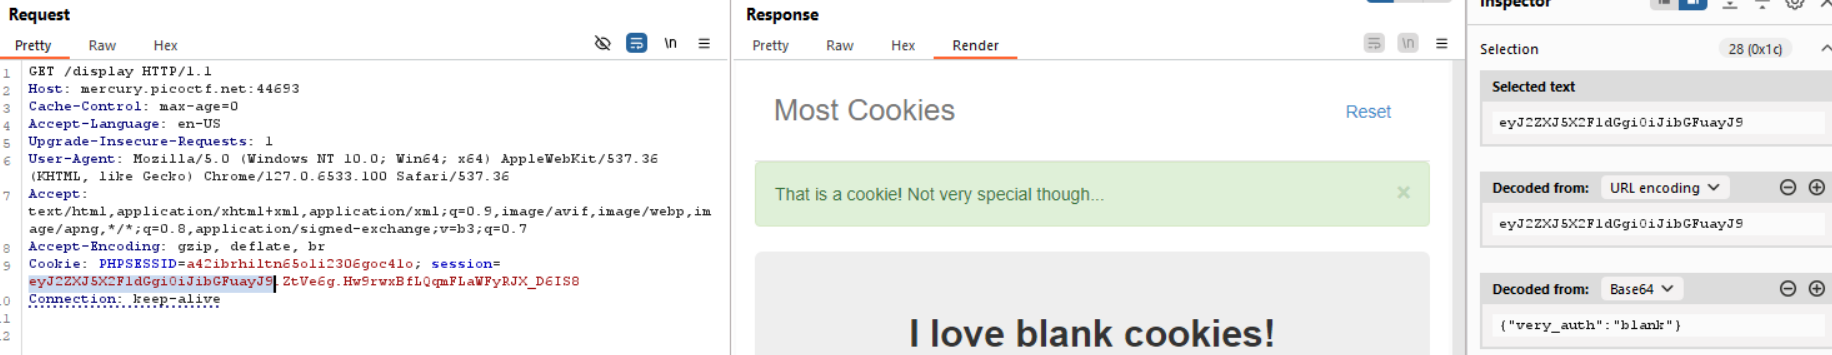 Request
Pretty Raw Hex
\n
1 GET /display HTTP/1.1
2 Host: mercury.picoctf.net:44693
3 Cache-Control: max-age=0
4 Accept-Language: en-US
5 Upgrade-Insecure-Requests: 1
6 User-Agent: Mozilla/5.0 (Windows NT 10.0; Win64; x64) AppleWebKit/537.36
(KHTML, like Gecko) Chrome/127.0.6533.100 Safari/537.36
7 Accept:
text/html,application/xhtml+xml,application/xml;q=0.9,image/avif,image/webp,im
age/apng,*/*;q=0.8,application/signed-exchange;v=b3;q=0.7
8 Accept-Encoding: gzip, deflate, br
9 Cookie: PHPSESSID=a42ibrhiltn65oli2306goc4lo; session=
eyJ2ZXJ5X2F1dGgiOiJibGFuayJ9.ZtVe6g.Hw9rwxBfLQqmFLaWFyRJX_D6IS8
10 Connection: keep-alive
11
12
Response
Pretty Raw Hex Render
\n
Most Cookies
Reset
That is a cookie! Not very special though...
×
I love blank cookies!
Inspector
Selection 28 (0x1c)
Selected text
eyJ2ZXJ5X2F1dGgiOiJibGFuayJ9
Decoded from: URL encoding
eyJ2ZXJ5X2F1dGgiOiJibGFuayJ9
Decoded from: Base64
{"very_auth":"blank"}